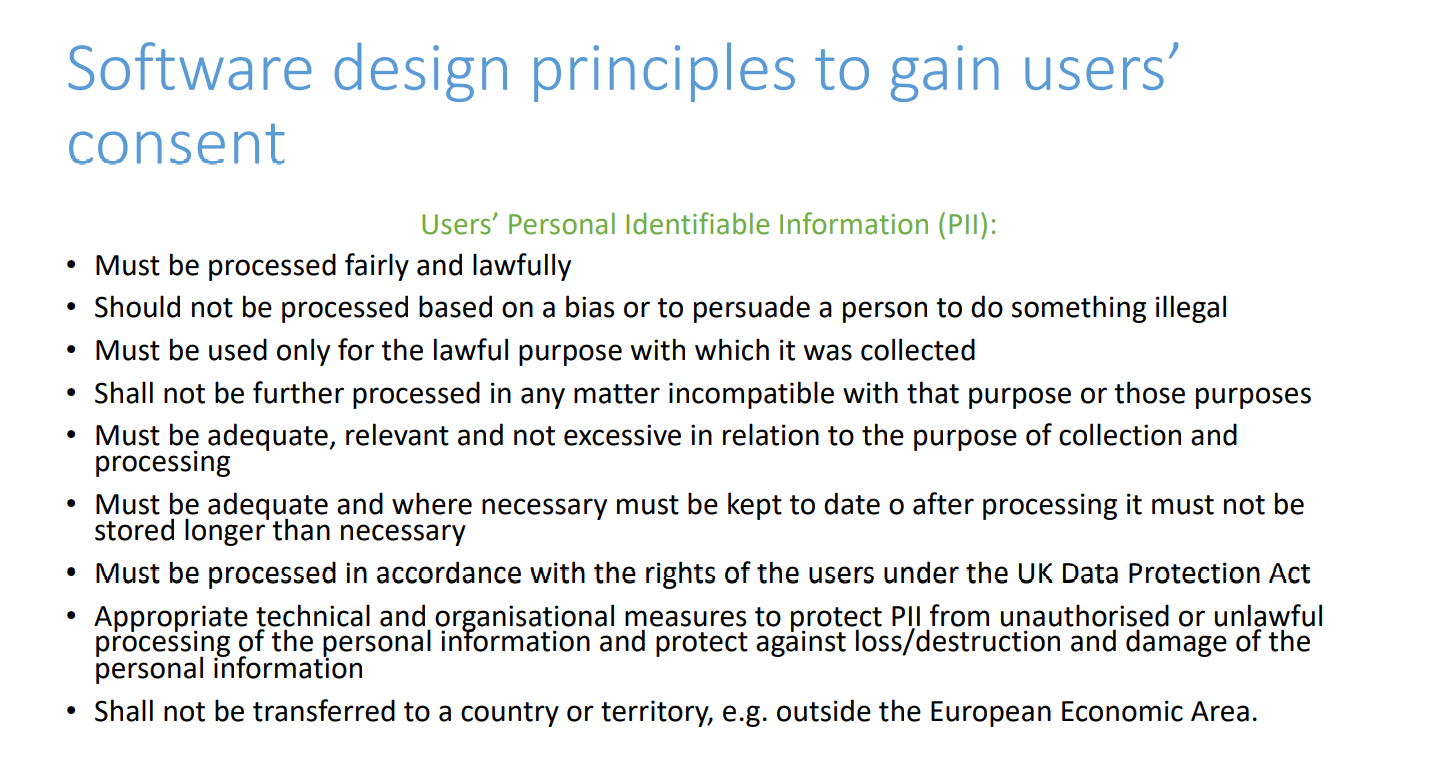 Software design principles to gain users’
consent
Users’ Personal Identifiable Information (PII):
• Must be processed fairly and lawfully
• Should not be processed based on a bias or to persuade a person to do something illegal
• Must be used only for the lawful purpose with which it was collected
• Shall not be further processed in any matter incompatible with that purpose or those purposes
• Must be adequate, relevant and not excessive in relation to the purpose of collection and
processing
• Must be adequate and where necessary must be kept to date o after processing it must not be
stored longer than necessary
• Must be processed in accordance with the rights of the users under the UK Data Protection Act
• Appropriate technical and organisational measures to protect PII from unauthorised or unlawful
processing of the personal information and protect against loss/destruction and damage of the
personal information
• Shall not be transferred to a country or territory, e.g. outside the European Economic Area.